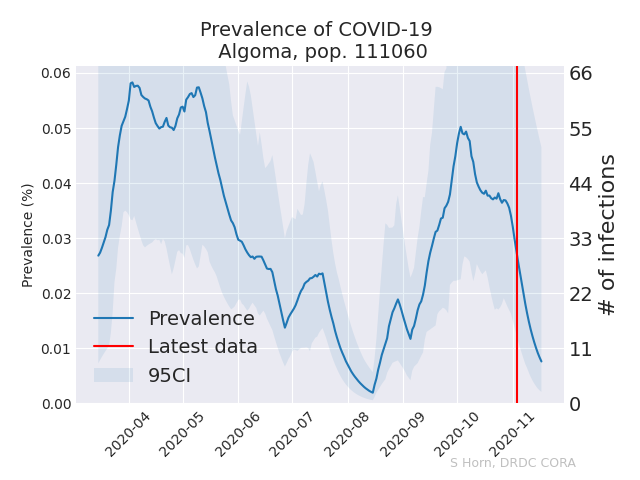 Prevalence of COVID-19
Algoma, pop. 111060
0.06
0.05
0.04
0.03
0.02
0.01
0.00
Prevalence (%)
66
55
44
33
22
11
0
# of infections
Prevalence
Latest data
95CI
2020-04
2020-05
2020-06
2020-07
2020-08
2020-09
2020-10
2020-11
S Horn, DRDC CORA